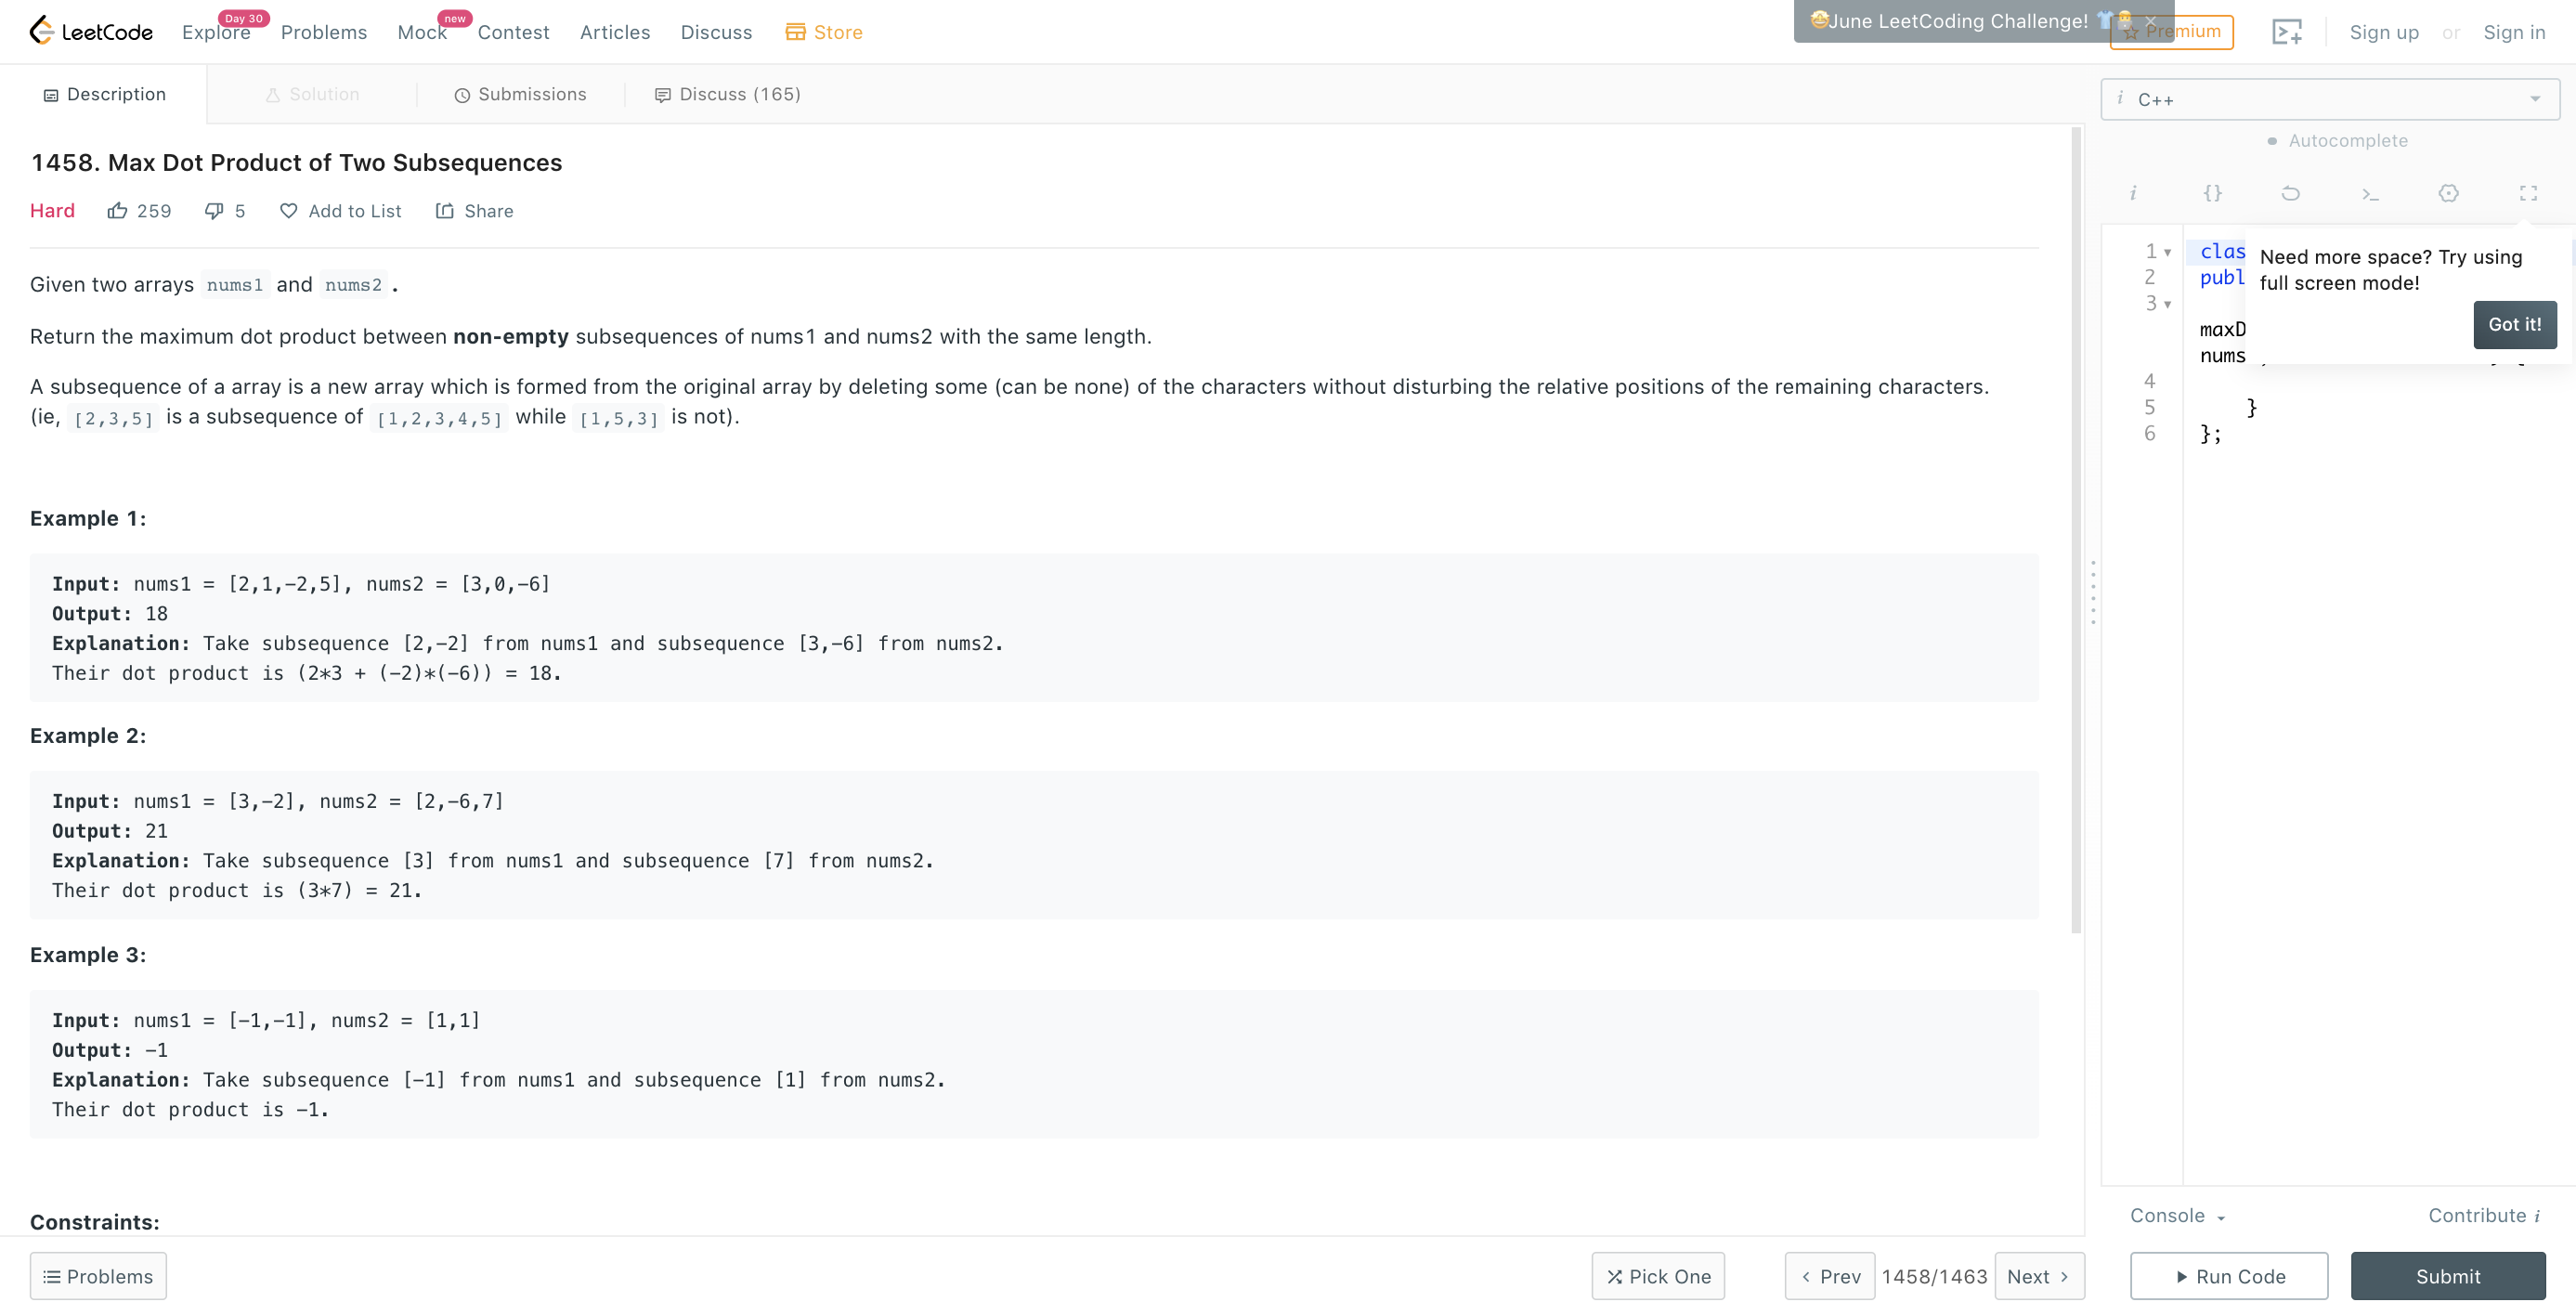 LeetCode Explore Day 30 Problems Mock new Contest Articles Discuss Store June LeetCoding Challenge! Premium Sign up or Sign in
Description Solution Submissions Discuss (165)
1458. Max Dot Product of Two Subsequences
Hard 259 5 Add to List Share
Given two arrays nums1 and nums2 .
Return the maximum dot product between non-empty subsequences of nums1 and nums2 with the same length.
A subsequence of a array is a new array which is formed from the original array by deleting some (can be none) of the characters without disturbing the relative positions of the remaining characters.
(ie, [2,3,5] is a subsequence of [1,2,3,4,5] while [1,5,3] is not).
Example 1:
Input: nums1 = [2,1,-2,5], nums2 = [3,0,-6]
Output: 18
Explanation: Take subsequence [2,-2] from nums1 and subsequence [3,-6] from nums2.
Their dot product is (2*3 + (-2)*(-6)) = 18.
Example 2:
Input: nums1 = [3,-2], nums2 = [2,-6,7]
Output: 21
Explanation: Take subsequence [3] from nums1 and subsequence [7] from nums2.
Their dot product is (3*7) = 21.
Example 3:
Input: nums1 = [-1,-1], nums2 = [1,1]
Output: -1
Explanation: Take subsequence [-1] from nums1 and subsequence [1] from nums2.
Their dot product is -1.
Constraints:
Problems Pick One Prev 1458/1463 Next
i C++
Autocomplete
i {} >_
1 clas
2 publ
3
maxD
nums
4
5 }
6 };
Need more space? Try using
full screen mode!
Got it!
Console Contribute i
Run Code Submit